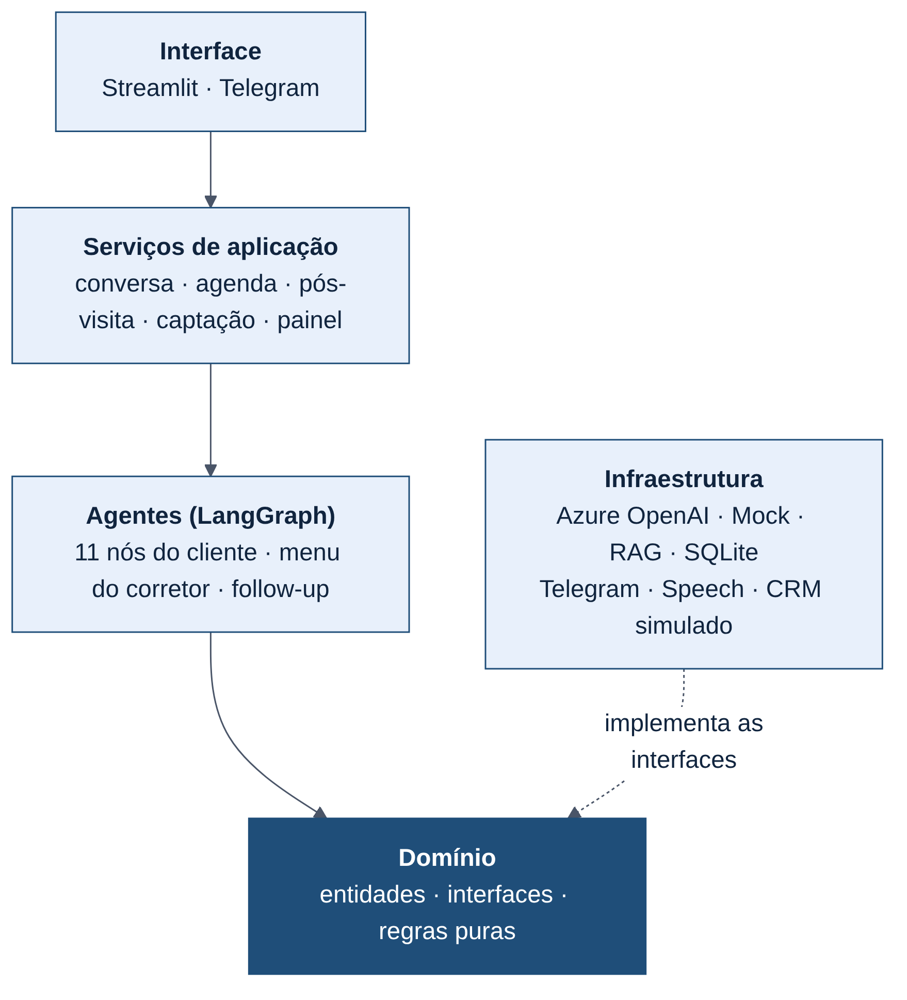 Interface
Streamlit · Telegram
Serviços de aplicação
conversa · agenda · pós-
visita · captação · painel
Agentes (LangGraph)
11 nós do cliente · menu
do corretor · follow-up
Infraestrutura
Azure OpenAI · Mock ·
RAG · SQLite
Telegram · Speech · CRM
simulado
implementa as
interfaces
Domínio
entidades · interfaces ·
regras puras